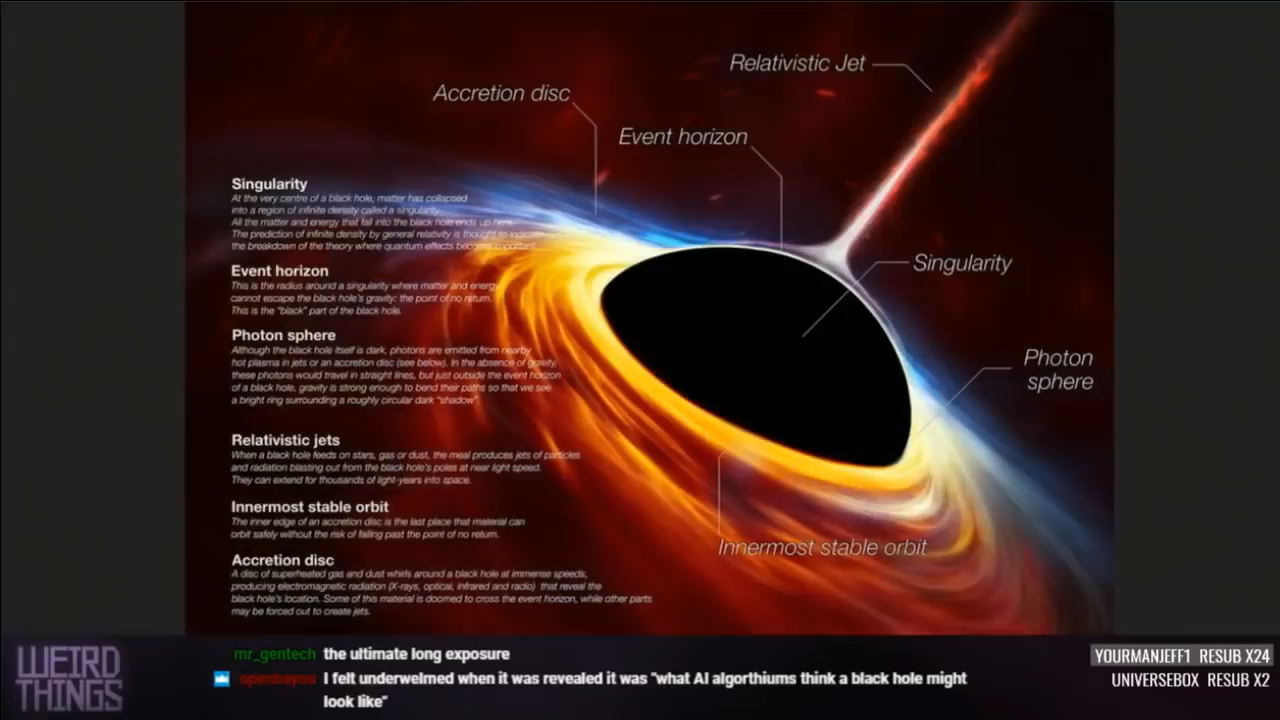 Relativistic Jet
Accretion disc
Event horizon
Singularity
At the very centre of a black hole, matter has collapsed
into a region of infinite density called a singularity.
All the matter and energy that fall into the black hole ends up here.
The prediction of infinite density by general relativity is thought to indicate
the breakdown of the theory where quantum effects become important.
Event horizon
This is the radius around a singularity where matter and energy
cannot escape the black hole's gravity: the point of no return.
This is the "black" part of the black hole.
Photon sphere
Although the black hole itself is dark, photons are emitted from nearby
hot plasma in jets or an accretion disc (see below). In the absence of gravity,
these photons would travel in straight lines, but just outside the event horizon
of a black hole, gravity is strong enough to bend their paths so that we see
a bright ring surrounding a roughly circular dark "shadow".
Relativistic jets
When a black hole feeds on stars, gas or dust, the meal produces jets of particles
and radiation blasting out from the black hole's poles at near light speed.
They can extend for thousands of light-years into space.
Innermost stable orbit
The inner edge of an accretion disc is the last place that material can
orbit safely without the risk of falling past the point of no return.
Accretion disc
A disc of superheated gas and dust whirls around a black hole at immense speeds,
producing electromagnetic radiation (X-rays, optical, infrared and radio) that reveal the
black hole's location. Some of this material is doomed to cross the event horizon, while other parts
may be forced out to create jets.
Singularity
Photon
sphere
Innermost stable orbit
WEIRD
THINGS
mr_gentech the ultimate long exposure
openbayou I felt underwelmed when it was revealed it was "what AI algorthiums think a black hole might
look like"
YOURMANJEFF1 RESUB X24
UNIVERSEBOX RESUB X2